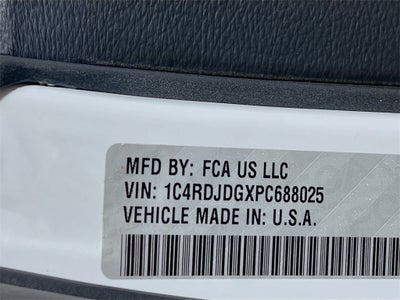 MFD BY: FCA US LLC
VIN: 1C4RDJDGXPC688025
VEHICLE MADE IN: U.S.A.